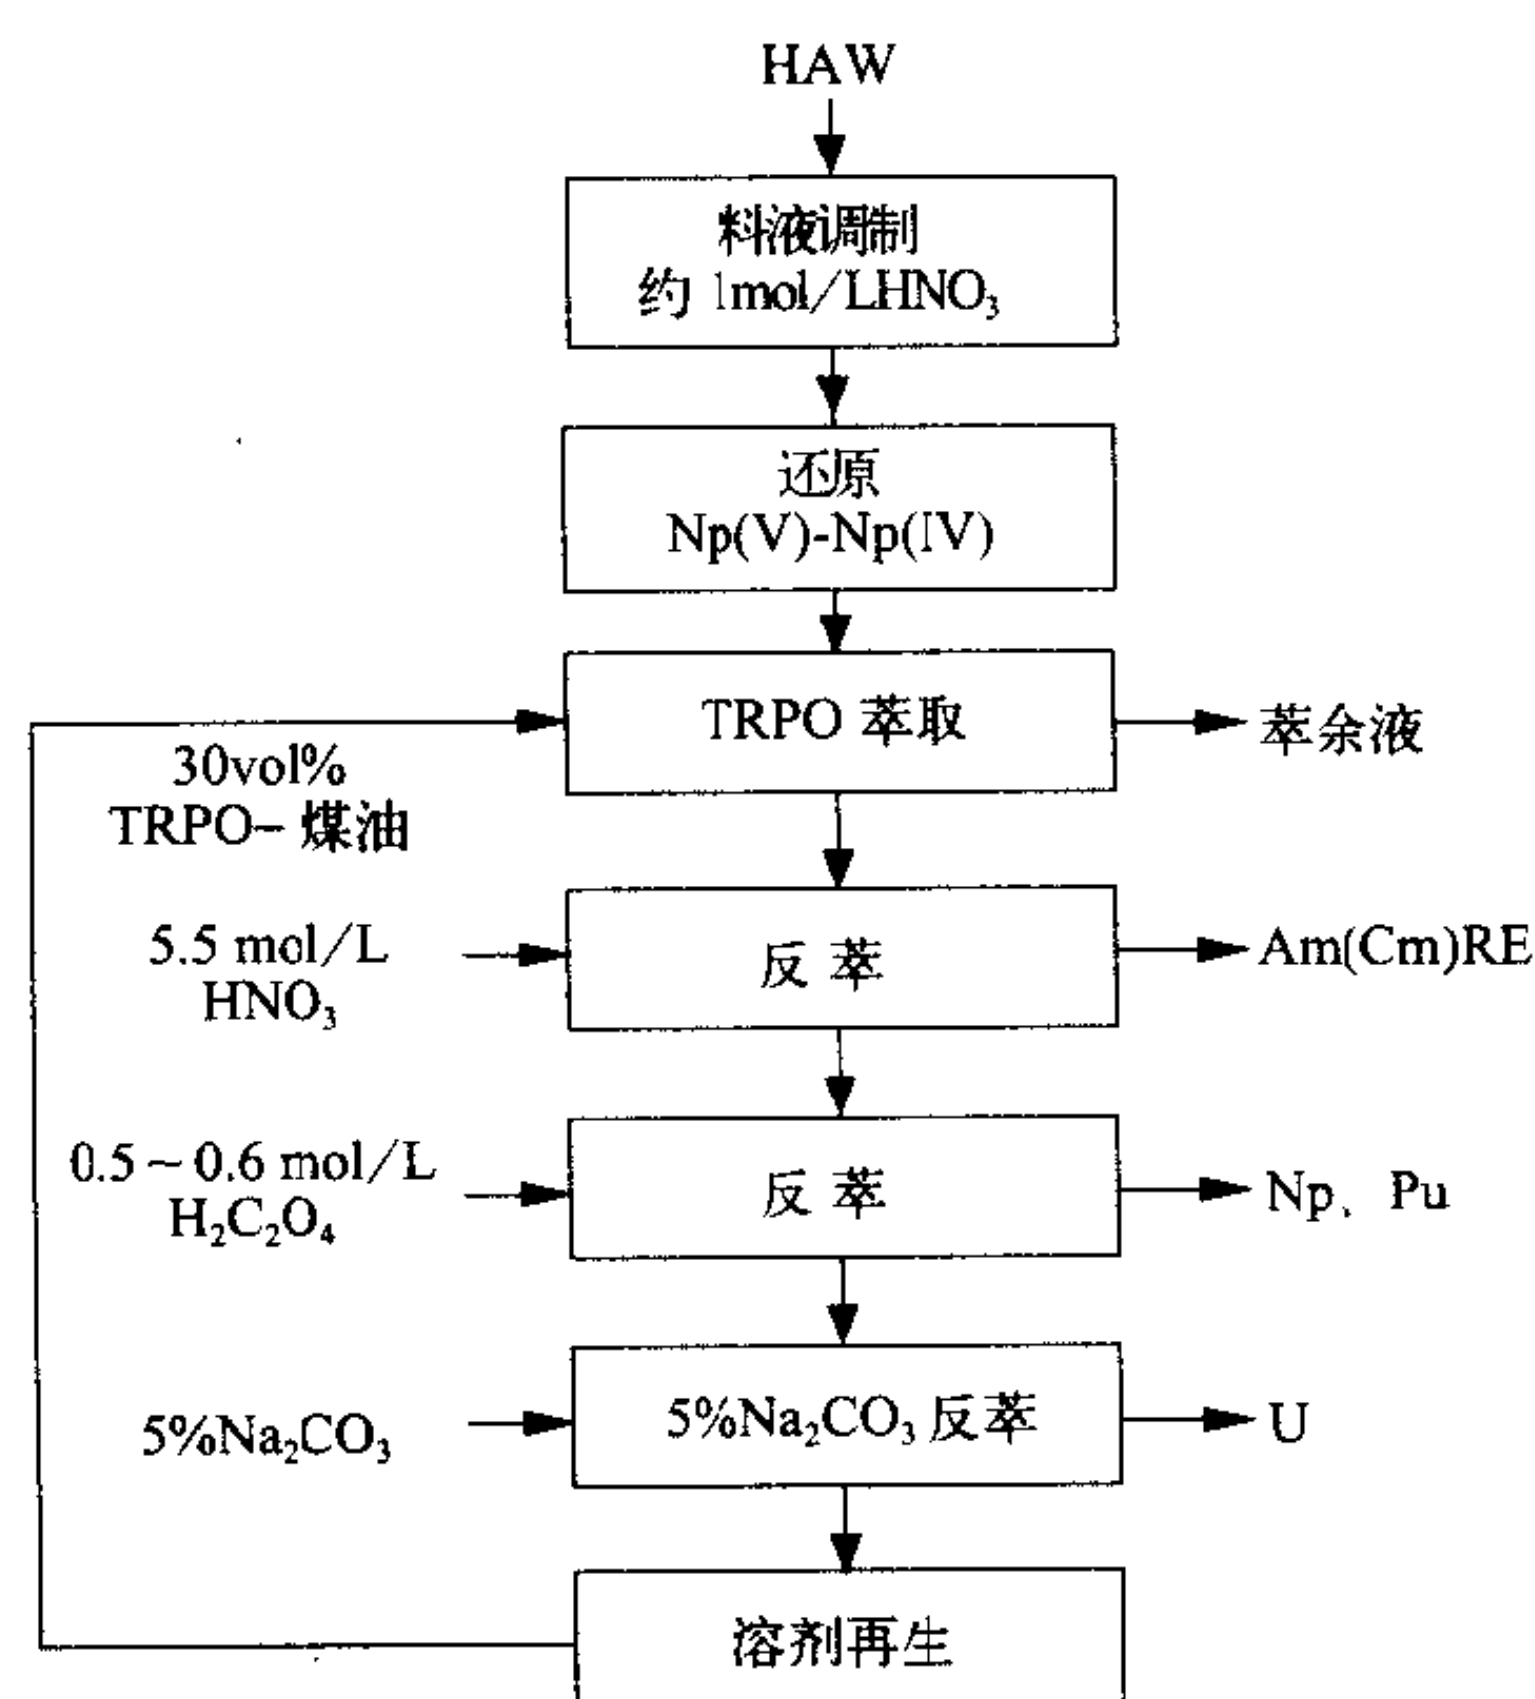 HAW
料液调制
约 1mol/LHNO₃
还原
Np(V)-Np(IV)
TRPO 萃取
萃余液
30vol%
TRPO– 煤油
5.5 mol/L
HNO₃
反 萃
Am(Cm)RE
0.5～0.6 mol/L
H₂C₂O₄
反 萃
Np、Pu
5%Na₂CO₃
5%Na₂CO₃ 反萃
U
溶剂再生